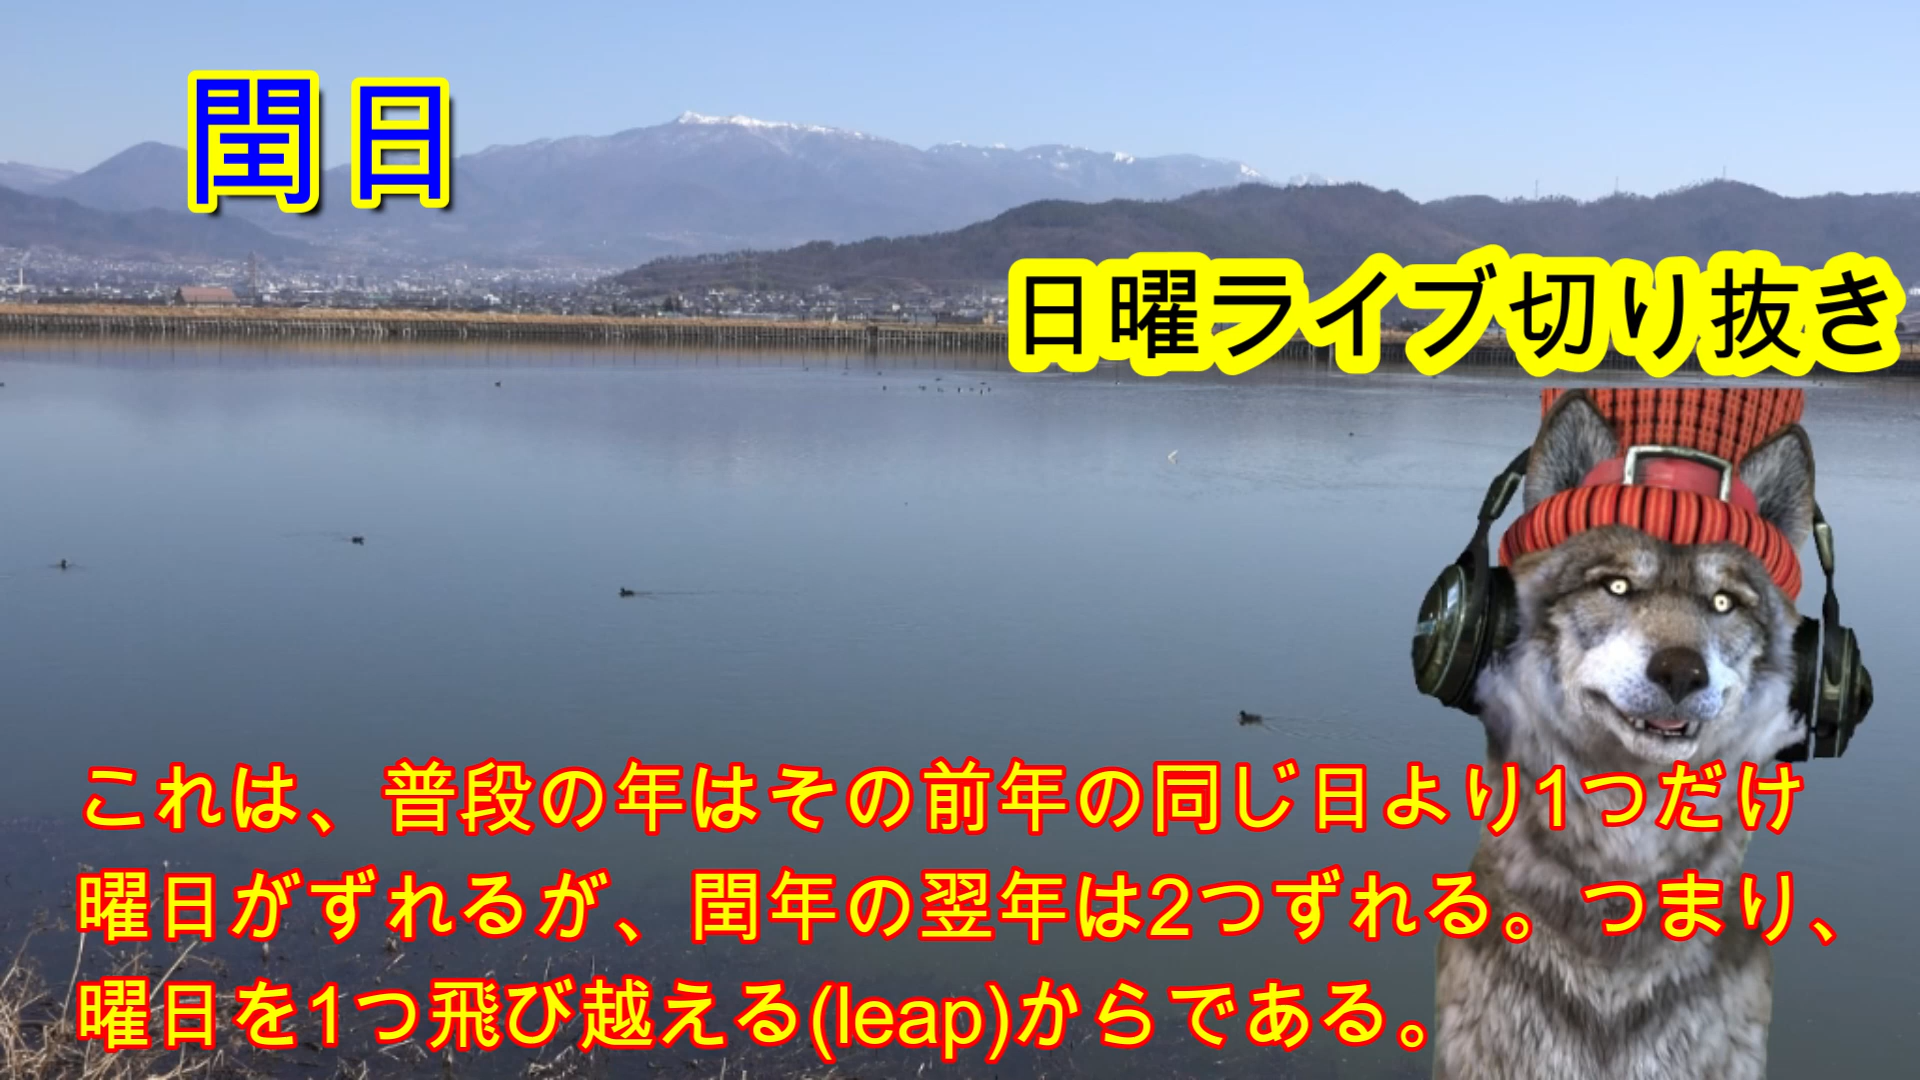 閏日
日曜ライブ切り抜き
これは、普段の年はその前年の同じ日より1つだけ
曜日がずれるが、閏年の翌年は2つずれる。つまり、
曜日を1つ飛び越える(leap)からである。